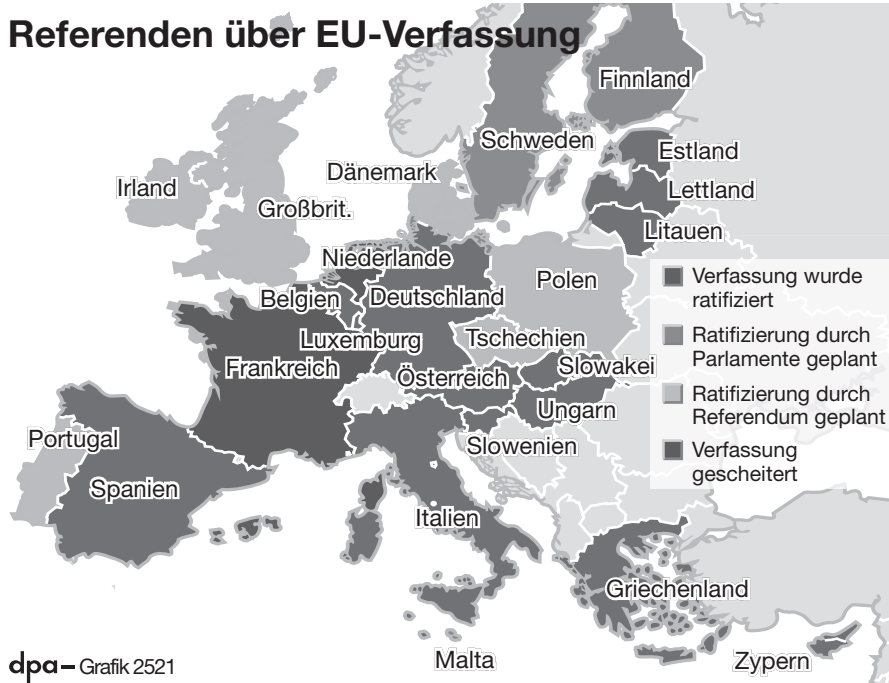 Referenden über EU-Verfassung
Finnland
Schweden
Estland
Dänemark
Irland
Lettland
Großbrit.
Litauen
Niederlande
Polen
Belgien
Deutschland
Luxemburg
Tschechien
Frankreich
Slowakei
Österreich
Ungarn
Portugal
Slowenien
Spanien
Italien
Griechenland
Malta
Zypern
Verfassung wurde
ratifiziert
Ratifizierung durch
Parlamente geplant
Ratifizierung durch
Referendum geplant
Verfassung
gescheitert
dpa – Grafik 2521